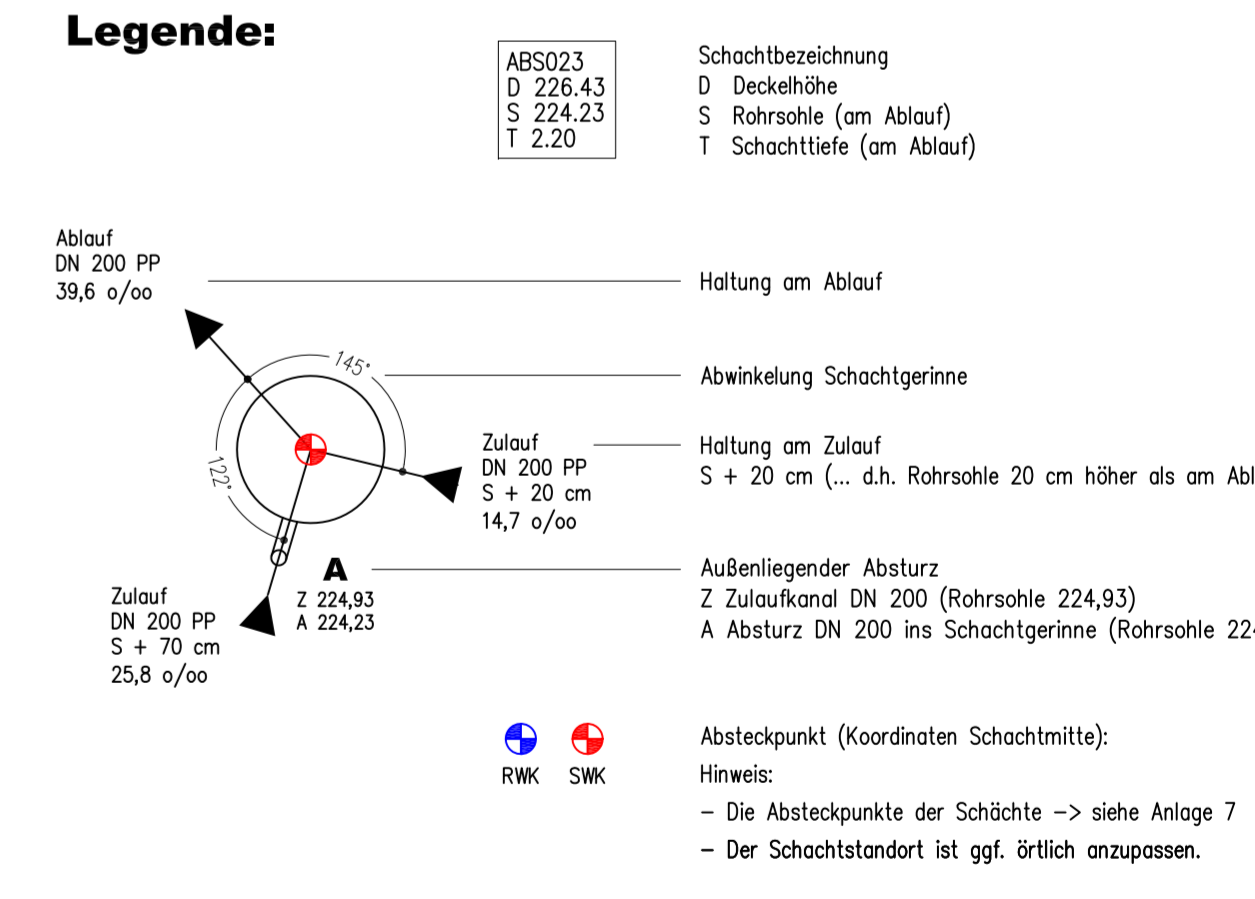 Legende:
ABS023
D 226.43
S 224.23
T 2.20
Schachtbezeichnung
D Deckelhöhe
S Rohrsohle (am Ablauf)
T Schachttiefe (am Ablauf)
Ablauf
DN 200 PP
39,6 o/oo
Haltung am Ablauf
145°
Abwinkelung Schachtgerinne
122°
Zulauf
DN 200 PP
S + 20 cm
14,7 o/oo
Haltung am Zulauf
S + 20 cm (... d.h. Rohrsohle 20 cm höher als am Abl
A
Z 224,93
A 224,23
Außenliegender Absturz
Z Zulaufkanal DN 200 (Rohrsohle 224,93)
A Absturz DN 200 ins Schachtgerinne (Rohrsohle 22
Zulauf
DN 200 PP
S + 70 cm
25,8 o/oo
RWK SWK
Absteckpunkt (Koordinaten Schachtmitte):
Hinweis:
– Die Absteckpunkte der Schächte –> siehe Anlage 7
– Der Schachtstandort ist ggf. örtlich anzupassen.